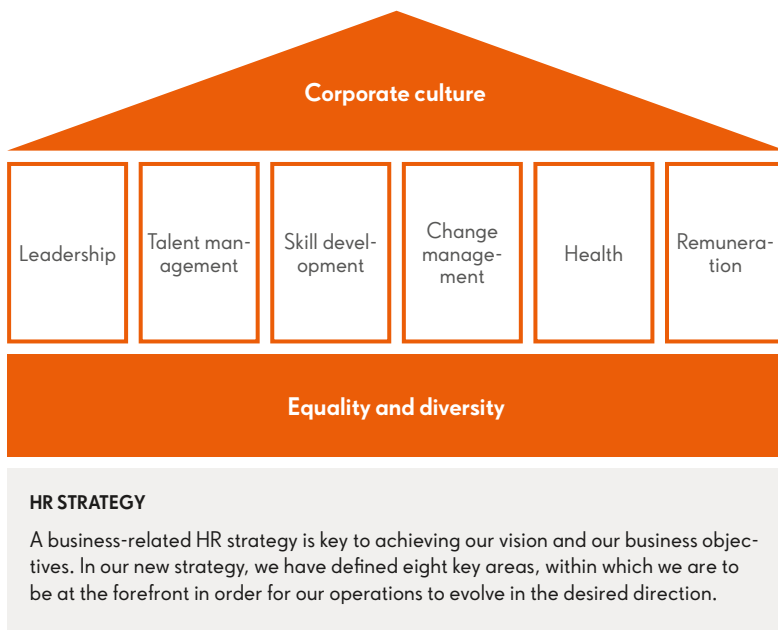 Corporate culture
Leadership
Talent man-
agement
Skill devel-
opment
Change
manage-
ment
Health
Remunera-
tion
Equality and diversity
HR STRATEGY
A business-related HR strategy is key to achieving our vision and our business objec-
tives. In our new strategy, we have defined eight key areas, within which we are to
be at the forefront in order for our operations to evolve in the desired direction.